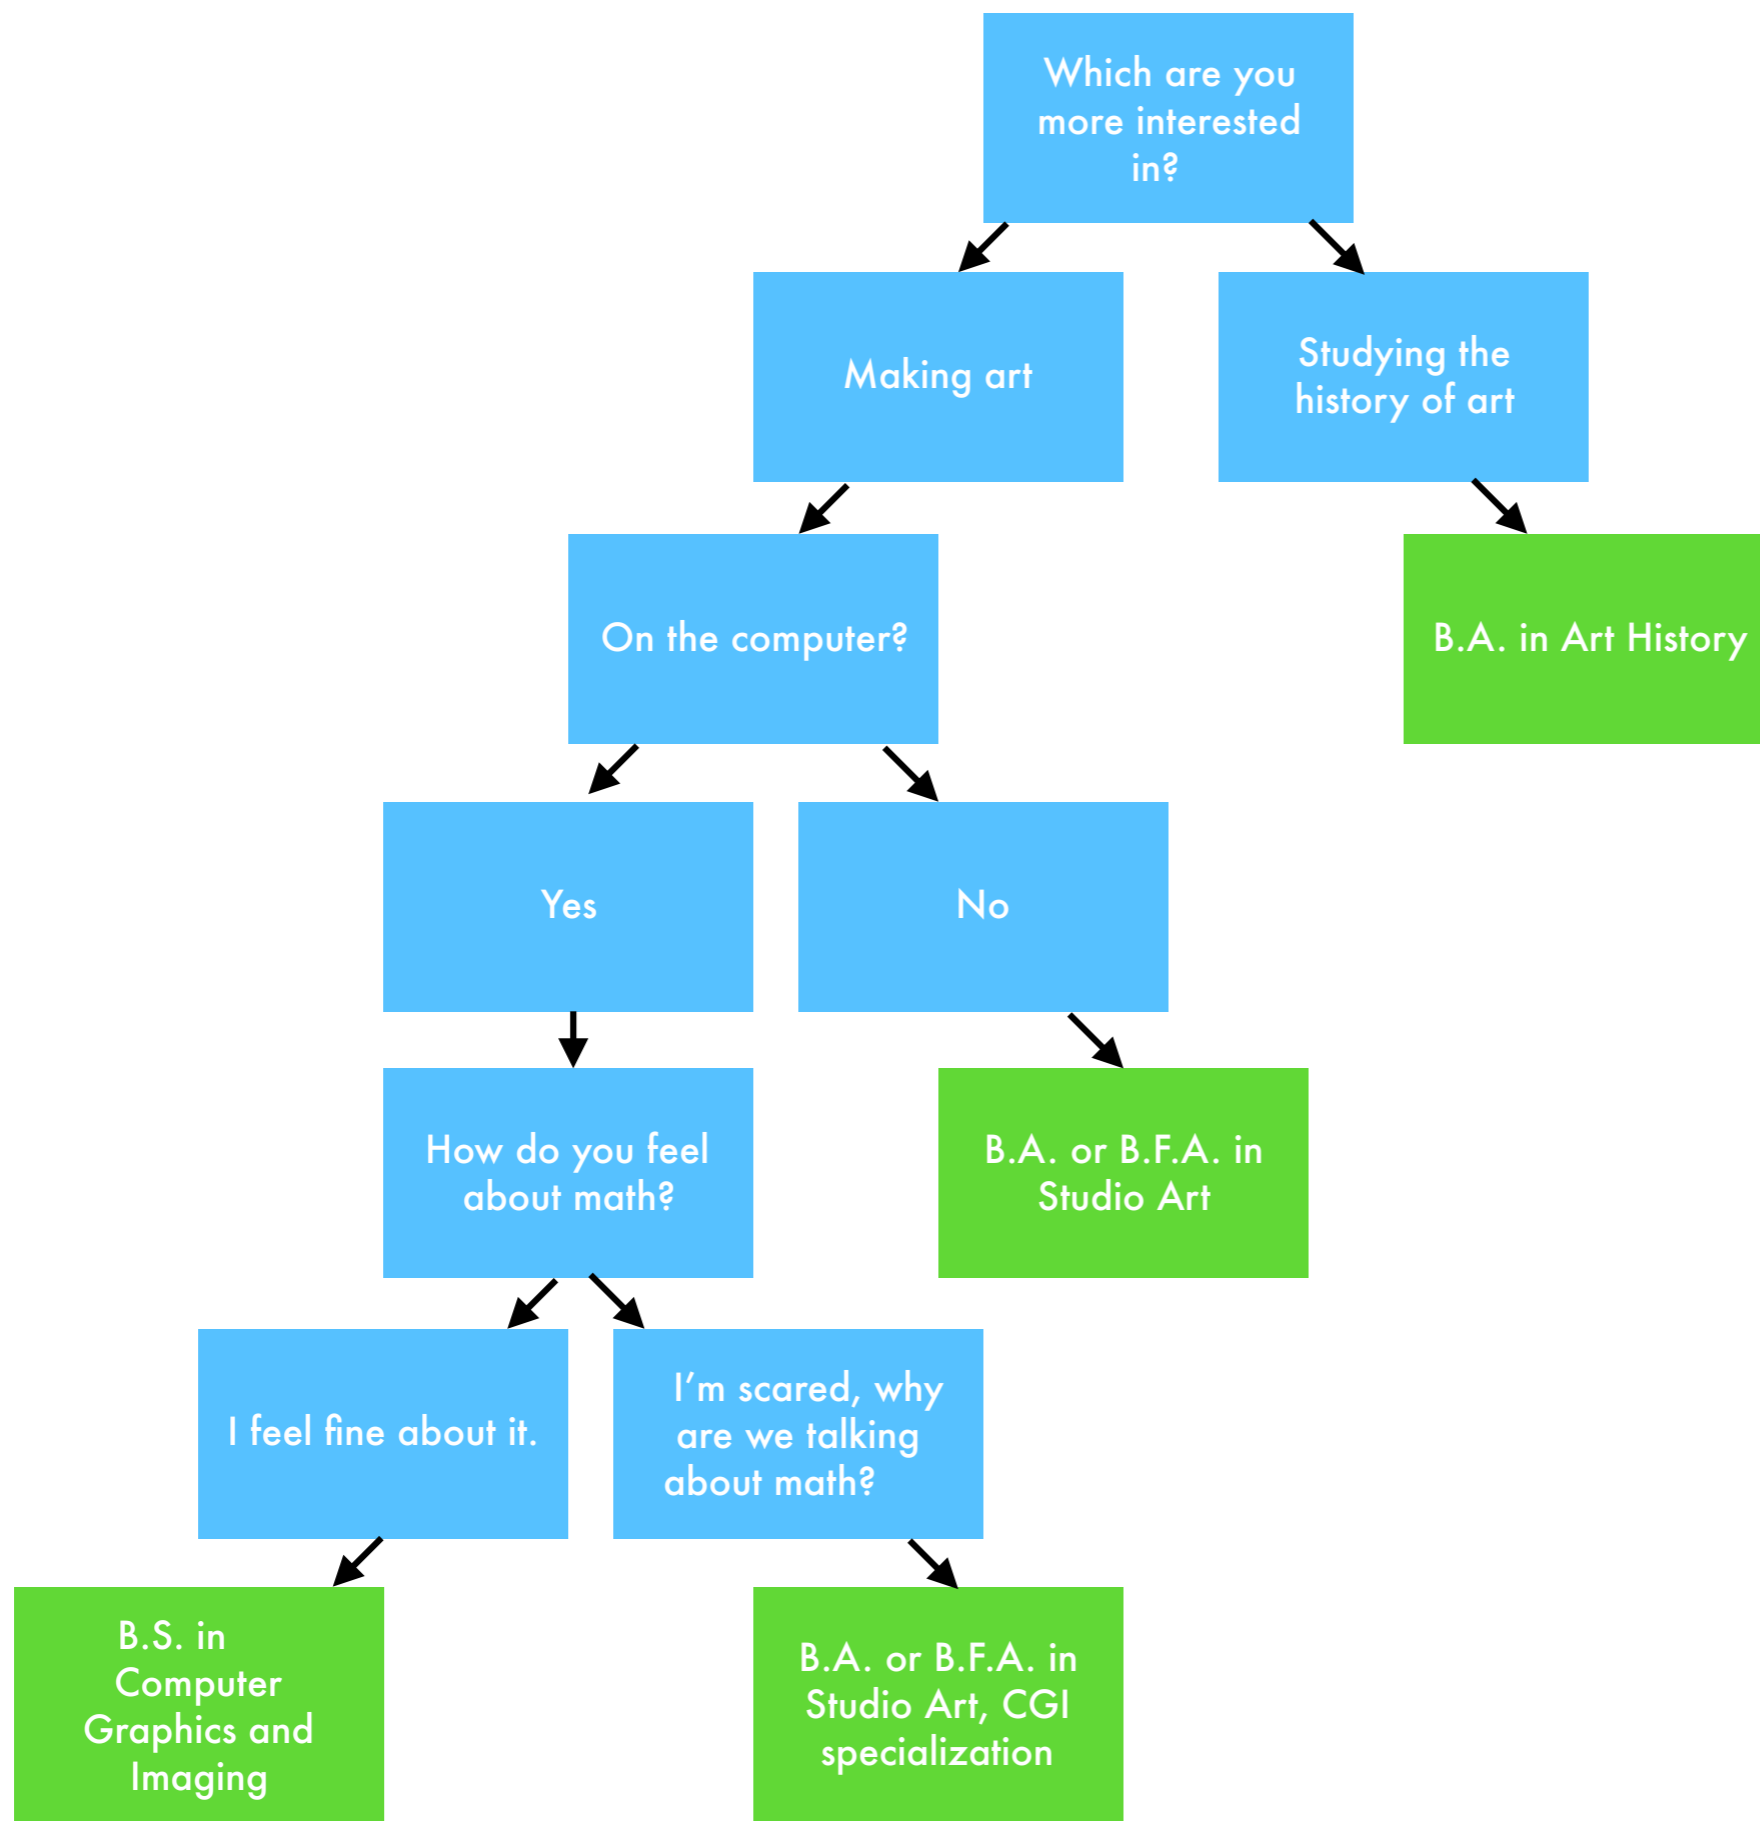 Which are you
more interested
in?
Making art
Studying the
history of art
On the computer?
B.A. in Art History
Yes
No
How do you feel
about math?
B.A. or B.F.A. in
Studio Art
I feel fine about it.
I’m scared, why
are we talking
about math?
B.S. in
Computer
Graphics and
Imaging
B.A. or B.F.A. in
Studio Art, CGI
specialization